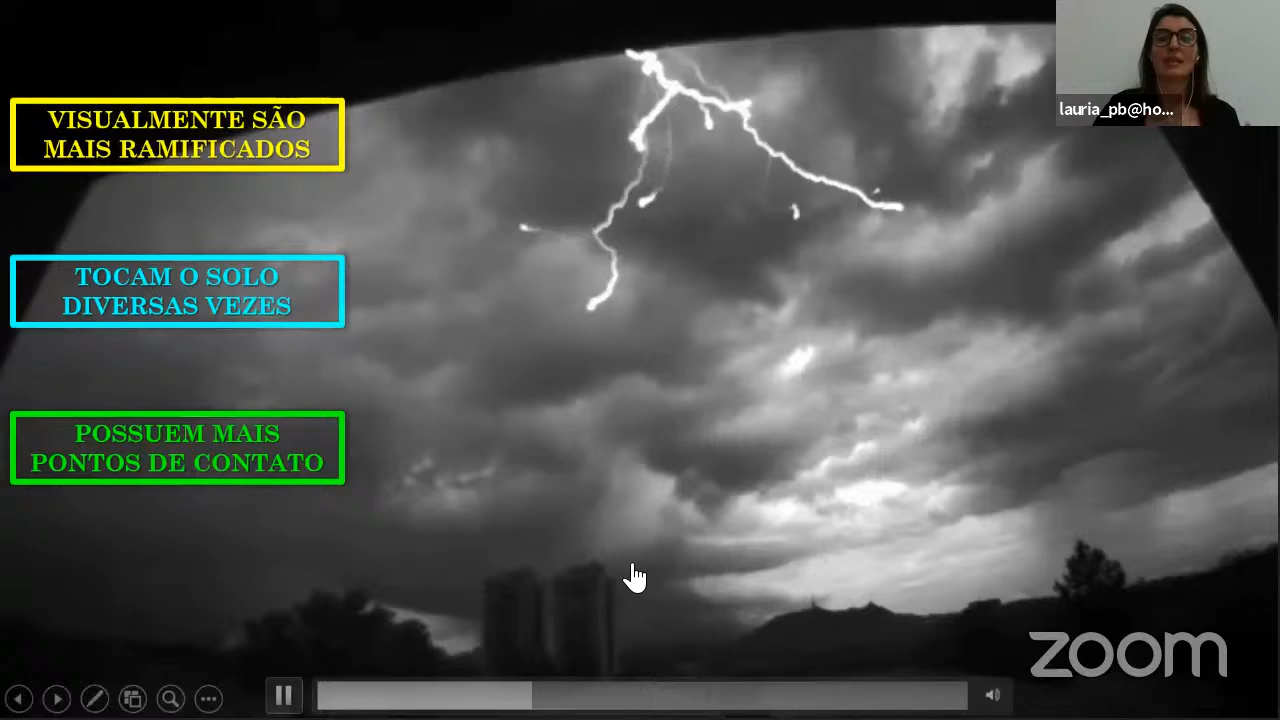 VISUALMENTE SÃO
MAIS RAMIFICADOS
lauria_pb@ho...
TOCAM O SOLO
DIVERSAS VEZES
POSSUEM MAIS
PONTOS DE CONTATO
zoom